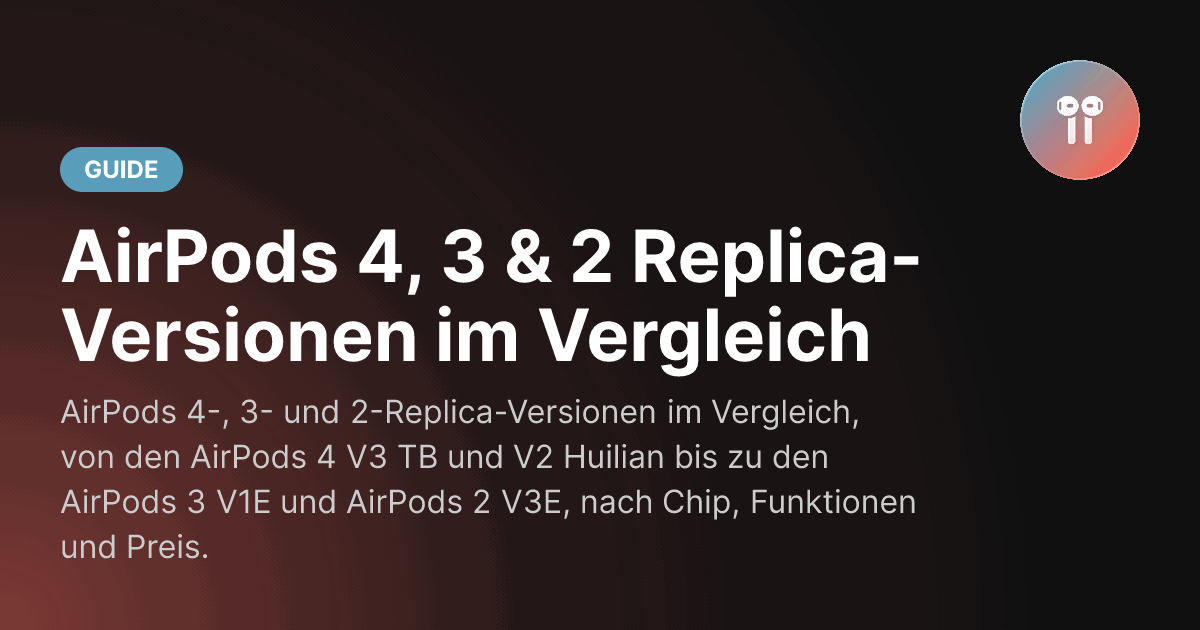 GUIDE
AirPods 4, 3 & 2 Replica-
Versionen im Vergleich
AirPods 4-, 3- und 2-Replica-Versionen im Vergleich,
von den AirPods 4 V3 TB und V2 Huilian bis zu den
AirPods 3 V1E und AirPods 2 V3E, nach Chip, Funktionen
und Preis.